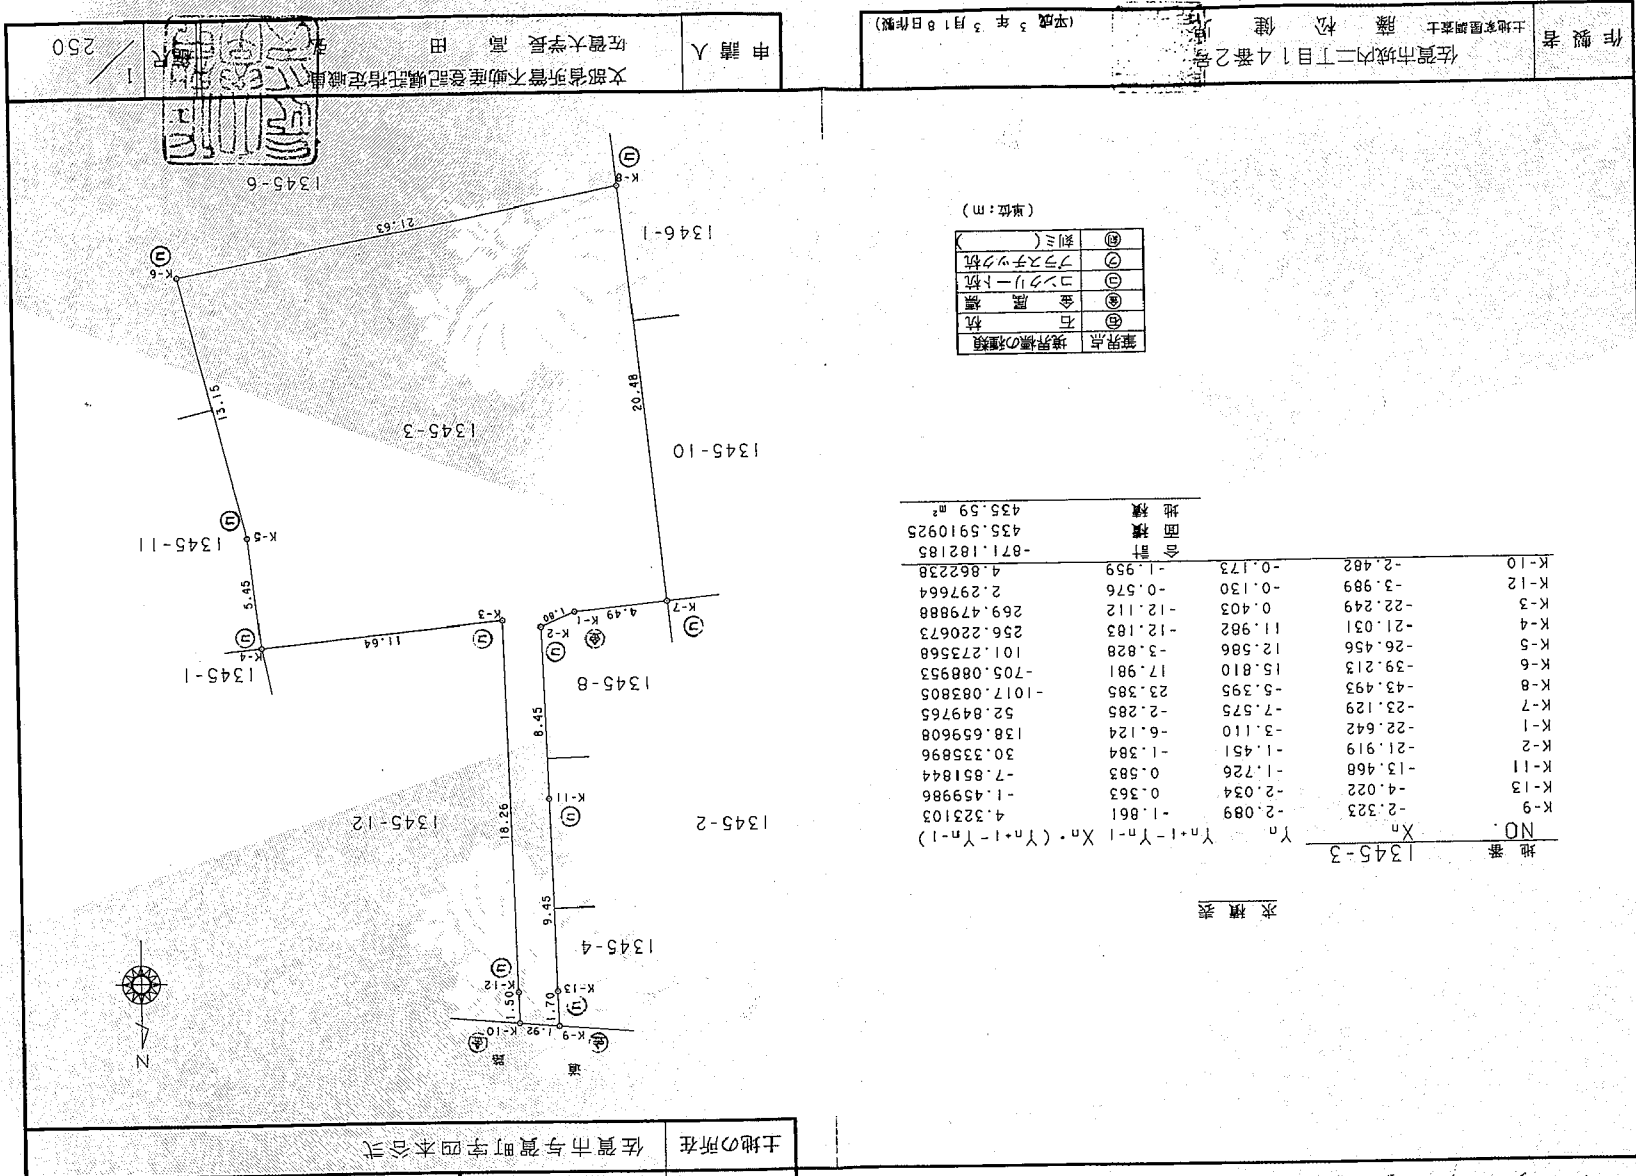 土地の所在 佐賀市与賀町字四本谷弐
求積表
地番 1345-3
NO. Xn Yn Yn+1-Yn-1 Xn・(Yn+1-Yn-1)
K-9 -2.323 -2.089 -1.861 4.323103
K-13 -4.022 -2.034 0.363 -1.459986
K-11 -13.468 -1.726 0.583 -7.851844
K-2 -21.919 -1.451 -1.384 30.335896
K-1 -22.642 -3.110 -6.124 138.659608
K-7 -23.129 -7.575 -2.285 52.849765
K-8 -43.493 -5.395 23.385 -1017.083805
K-6 -39.213 15.810 17.981 -705.088953
K-5 -26.456 12.586 -3.828 101.273568
K-4 -21.031 11.982 -12.183 256.220673
K-3 -22.249 0.403 -12.112 269.479888
K-12 -3.989 -0.130 -0.576 2.297664
K-10 -2.482 -0.173 -1.959 4.862238
合計 -871.182185
面積 435.5910925
地積 435.59 m²
筆界点 境界標の種類
㊔ 石杭
㊎ 金属標
コ コンクリート杭
フ プラスチック杭
刻 刻ミ( )
(単位:m)
作製者
佐賀市城内二丁目14番2号
土地家屋調査士 藤松健
(平成3年3月18日作製)
道路
N
K-9 1.92 K-10
1.70 1.50
K-13 K-12
1345-4
9.45
18.26
1345-2
1345-12
K-11
8.45
1345-8
1345-1
K-2 K-3 11.64 K-4
K-7 4.49 K-1 1.80
5.45
K-5
1345-11
1345-10
1345-3
20.48
13.15
1346-1
K-6
21.63
K-8
1345-6
申請人
文部省所管不動産登記嘱託指定職員
佐賀大学長 高田
縮尺 1/250